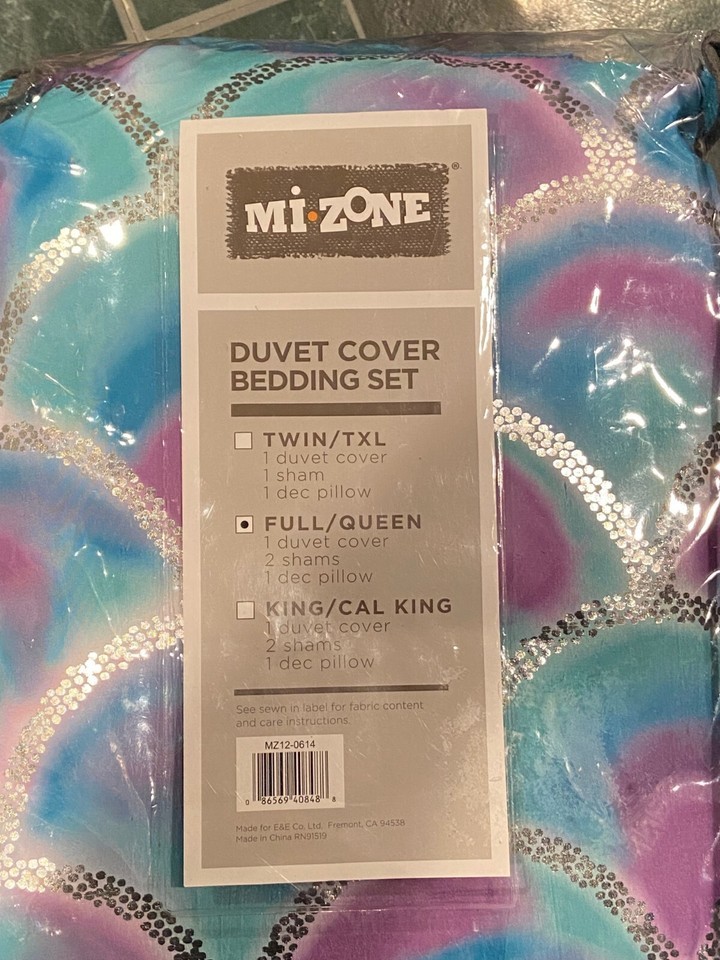 Mi·ZONE®
DUVET COVER
BEDDING SET
TWIN/TXL
1 duvet cover
1 sham
1 dec pillow
FULL/QUEEN
1 duvet cover
2 shams
1 dec pillow
KING/CAL KING
1 duvet cover
2 shams
1 dec pillow
See sewn in label for fabric content
and care instructions.
MZ12-0614
0 86569 40848 8
Made for E&E Co. Ltd. Fremont, CA 94538
Made in China RN91519